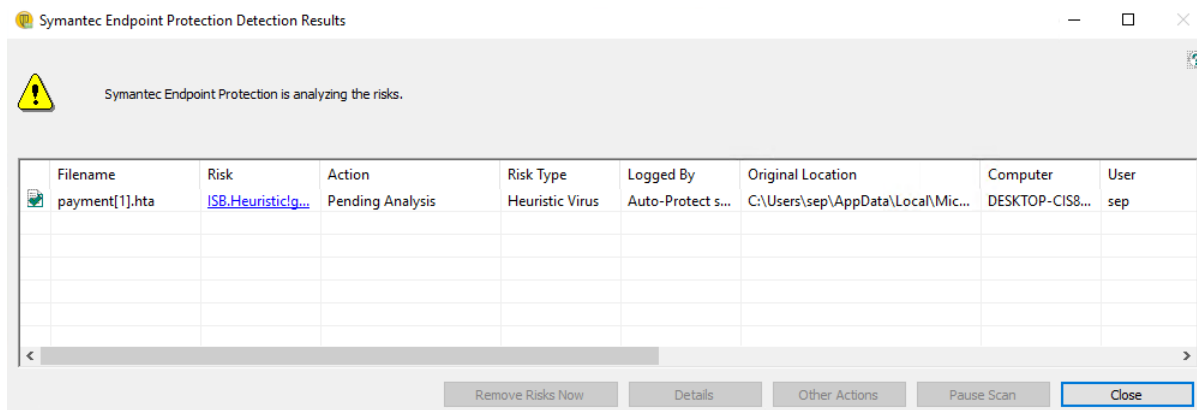 Symantec Endpoint Protection Detection Results
Symantec Endpoint Protection is analyzing the risks.
Filename Risk Action Risk Type Logged By Original Location Computer User
payment[1].hta ISB.Heuristic!g... Pending Analysis Heuristic Virus Auto-Protect s... C:\Users\sep\AppData\Local\Mic... DESKTOP-CIS8... sep
Remove Risks Now Details Other Actions Pause Scan Close